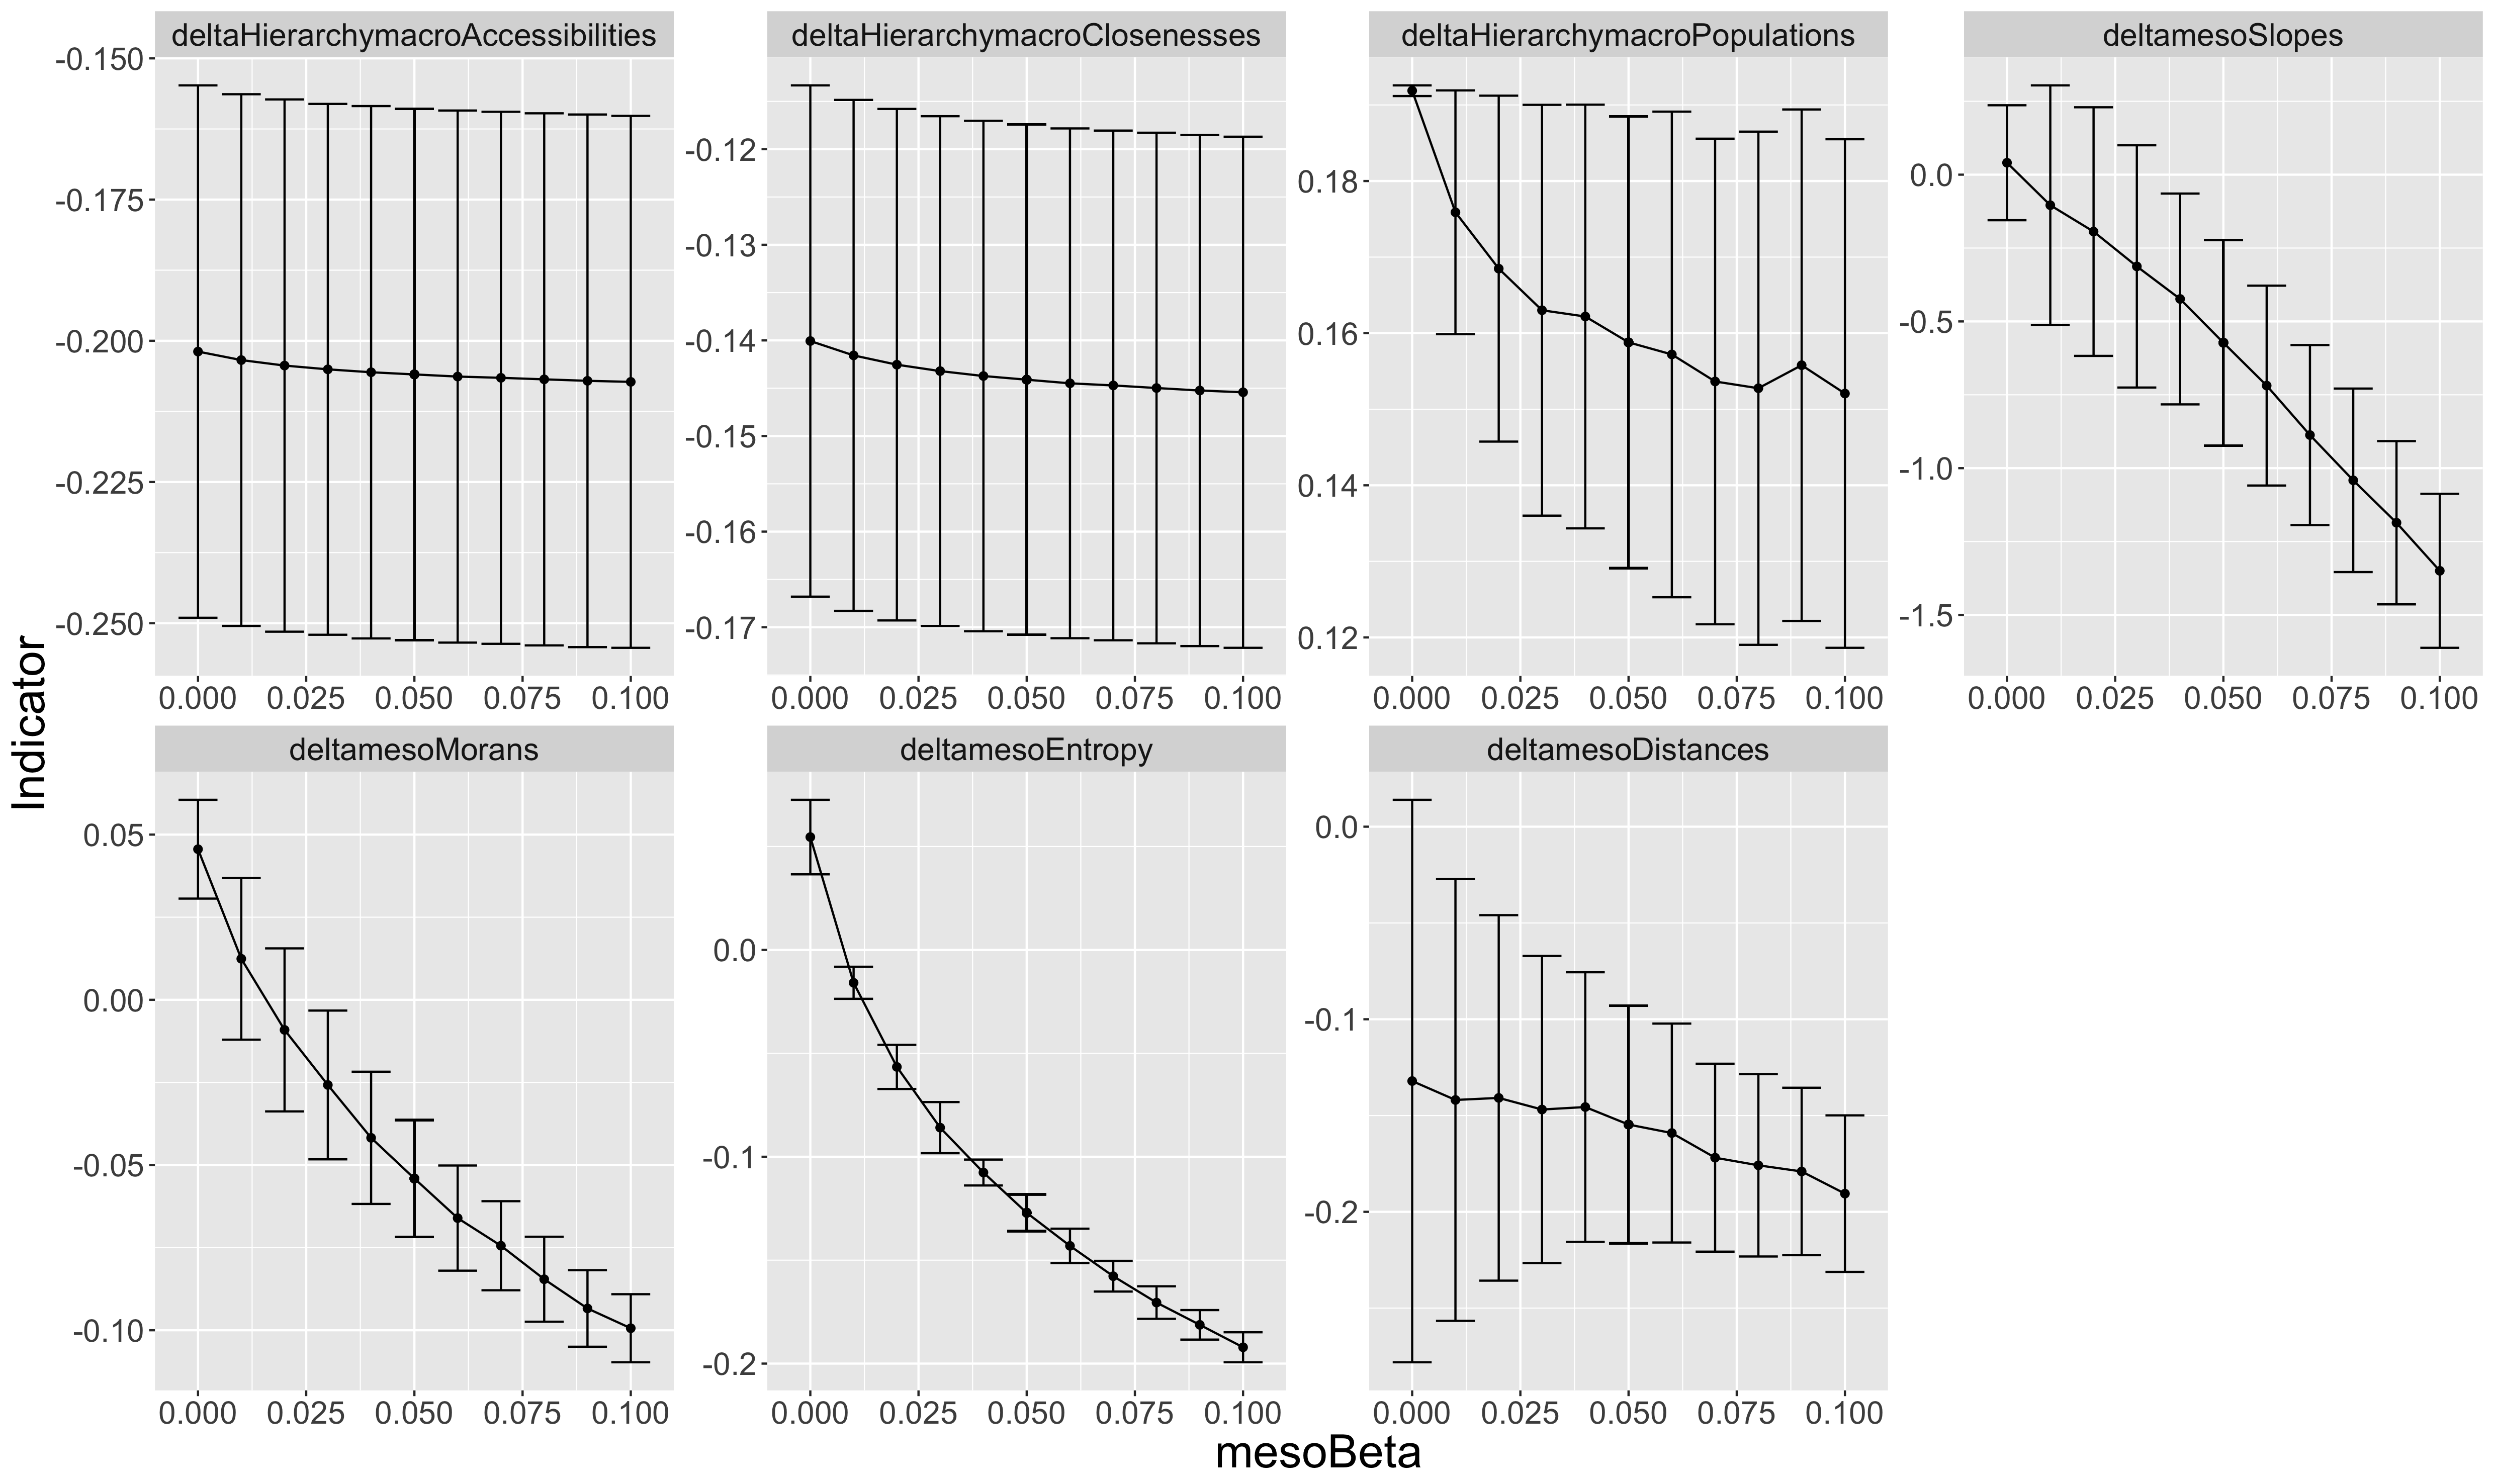 deltaHierarchymacroAccessibilities deltaHierarchymacroClosenesses deltaHierarchymacroPopulations deltamesoSlopes
-0.150
-0.175
-0.200
-0.225
-0.250
-0.12
-0.13
-0.14
-0.15
-0.16
-0.17
0.18
0.16
0.14
0.12
0.0
-0.5
-1.0
-1.5
0.000 0.025 0.050 0.075 0.100
0.000 0.025 0.050 0.075 0.100
0.000 0.025 0.050 0.075 0.100
0.000 0.025 0.050 0.075 0.100
deltamesoMorans deltamesoEntropy deltamesoDistances
0.05
0.00
-0.05
-0.10
0.0
-0.1
-0.2
0.0
-0.1
-0.2
0.000 0.025 0.050 0.075 0.100
0.000 0.025 0.050 0.075 0.100
0.000 0.025 0.050 0.075 0.100
Indicator
mesoBeta